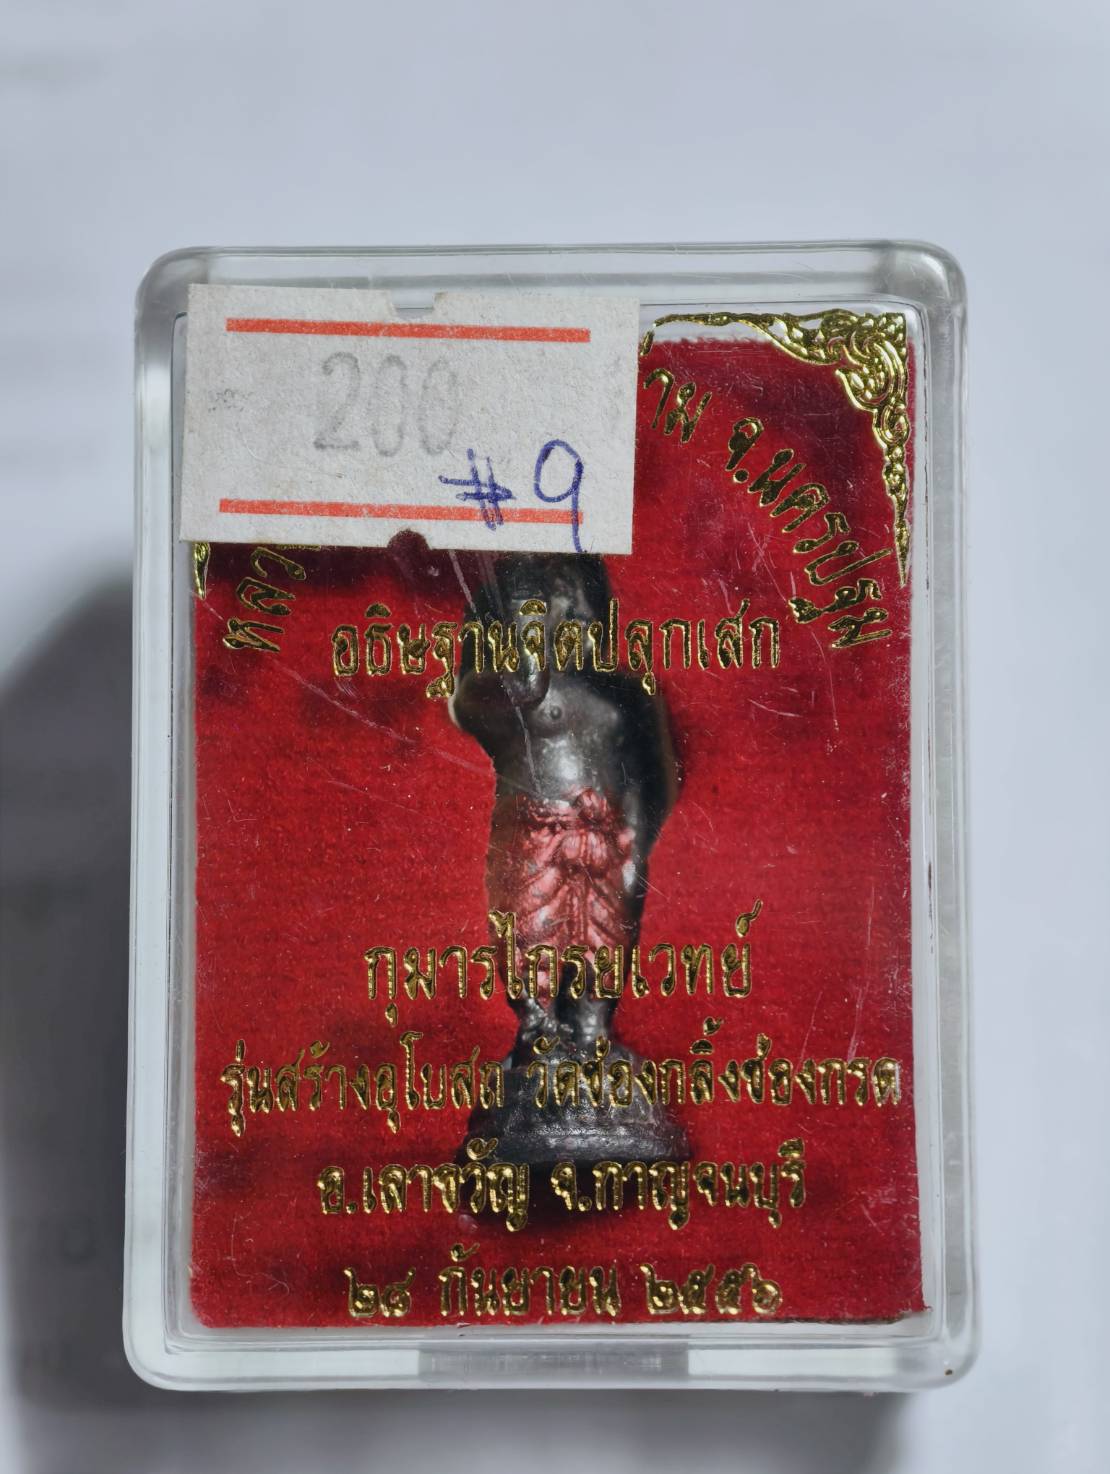 200
#9
จ.นครปฐม
อธิษฐานจิตปลุกเสก
กุมารไกรยเวทย์
รุ่นสร้างอุโบสถ วัดช่องกลิ้งช่องกรด
อ.เลาขวัญ จ.กาญจนบุรี
๒๘ กันยายน ๒๕๕๖